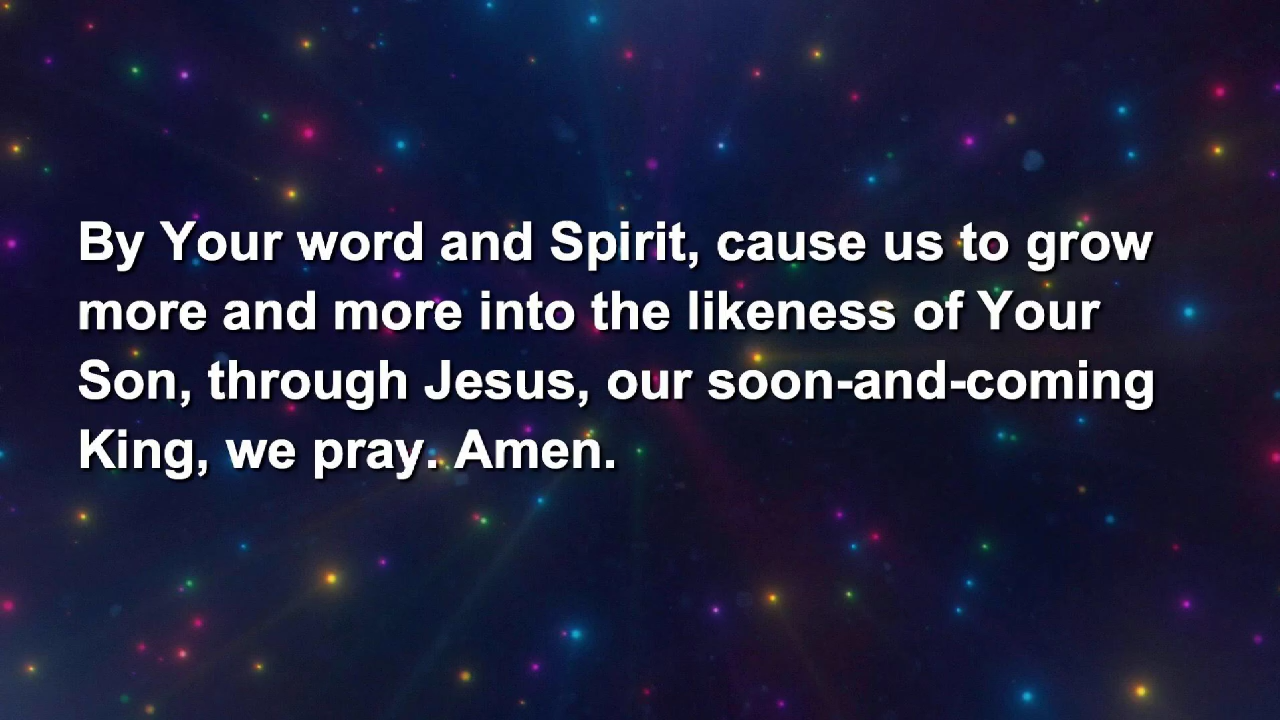 By Your word and Spirit, cause us to grow
more and more into the likeness of Your
Son, through Jesus, our soon-and-coming
King, we pray. Amen.